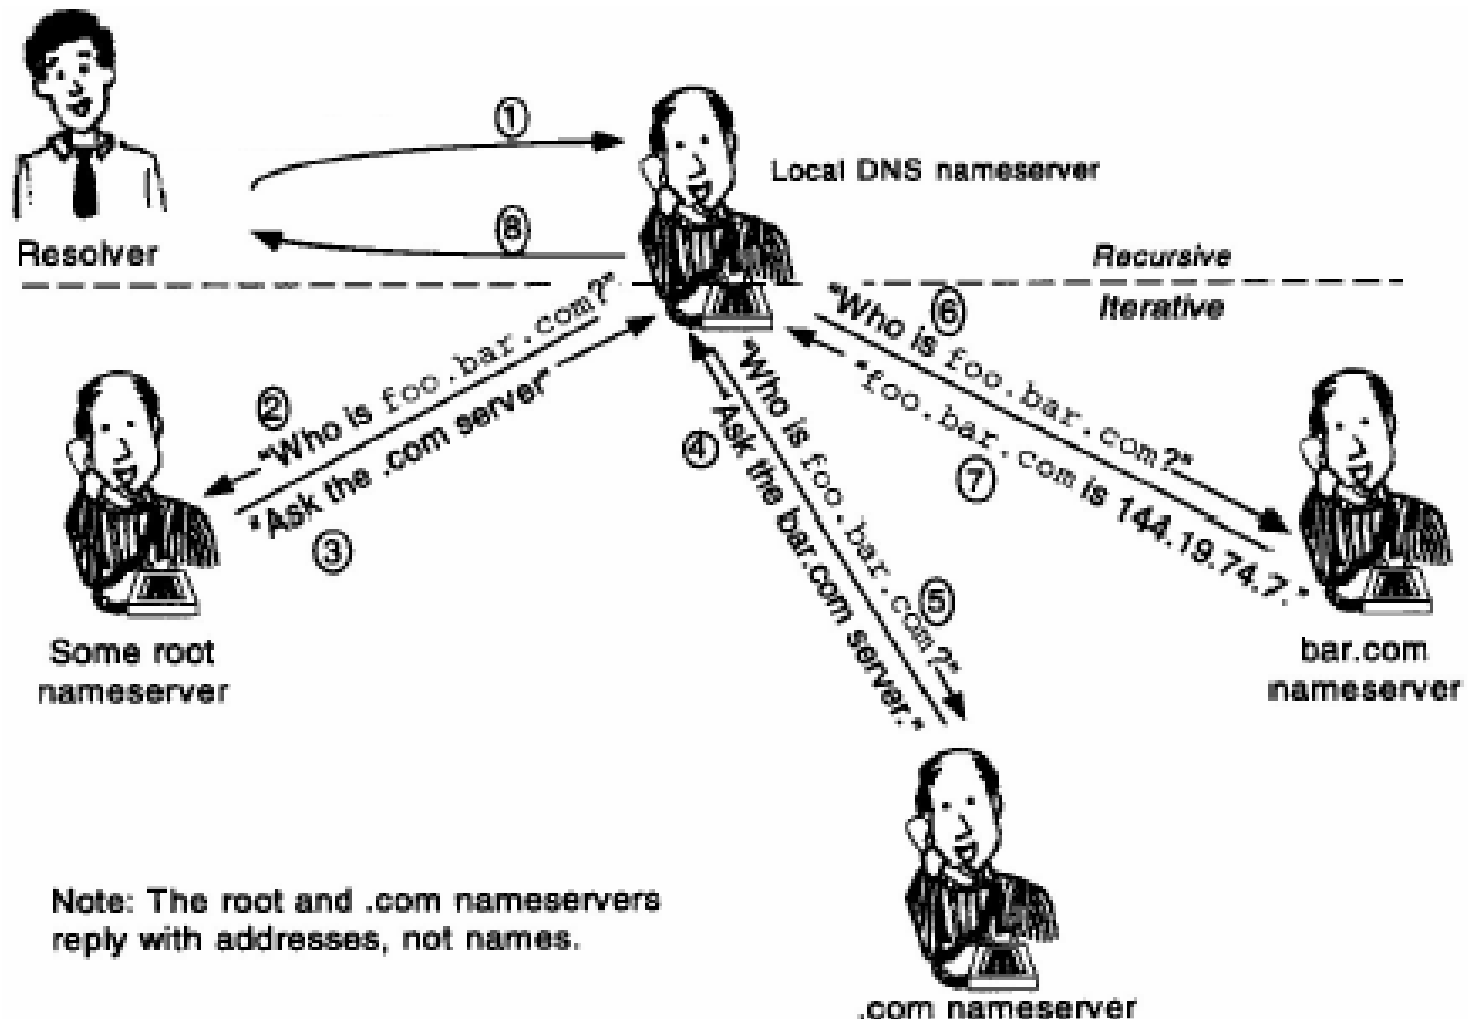 ①
Local DNS nameserver
⑧
Resolver
Recursive
Iterative
②
"Who is foo.bar.com?"
"Ask the .com server"
③
④
"Ask the bar.com server."
"Who is foo.bar.com?"
⑤
⑥
"Who is foo.bar.com?"
"foo.bar.com is 144.19.74.7."
⑦
Some root
nameserver
bar.com
nameserver
Note: The root and .com nameservers
reply with addresses, not names.
.com nameserver